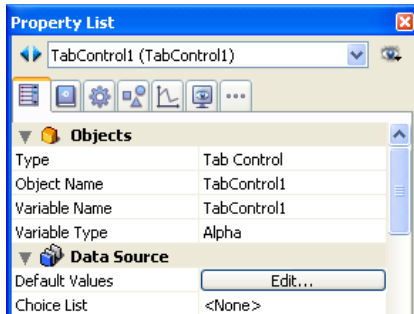 Property List
TabControl1 (TabControl1)
Objects
Type Tab Control
Object Name TabControl1
Variable Name TabControl1
Variable Type Alpha
Data Source
Default Values Edit...
Choice List <None>